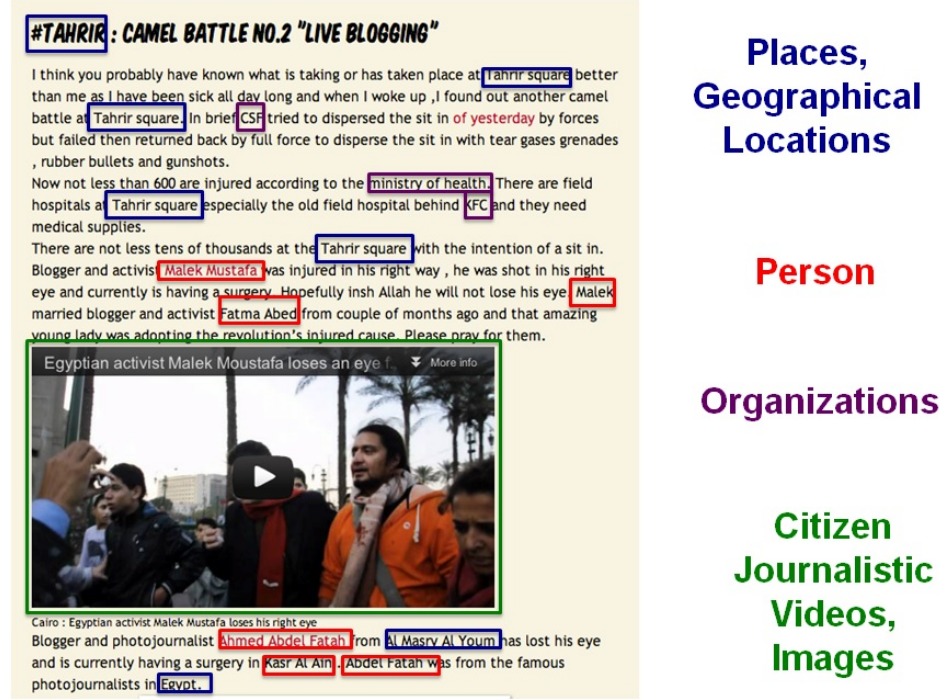 #TAHRIR : CAMEL BATTLE NO.2 "LIVE BLOGGING"
I think you probably have known what is taking or has taken place at Tahrir square better
than me as I have been sick all day long and when I woke up ,I found out another camel
battle at Tahrir square. In brief CSF tried to dispersed the sit in of yesterday by forces
but failed then returned back by full force to disperse the sit in with tear gases grenades
, rubber bullets and gunshots.
Now not less than 600 are injured according to the ministry of health. There are field
hospitals at Tahrir square especially the old field hospital behind KFC and they need
medical supplies.
There are not less tens of thousands at the Tahrir square with the intention of a sit in.
Blogger and activist Malek Mustafa was injured in his right way , he was shot in his right
eye and currently is having a surgery. Hopefully insh Allah he will not lose his eye. Malek
married blogger and activist Fatma Abed from couple of months ago and that amazing
young lady was adopting the revolution's injured cause. Please pray for them.
Egyptian activist Malek Moustafa loses an eye f.. More info
Cairo : Egyptian activist Malek Mustafa loses his right eye
Blogger and photojournalist Ahmed Abdel Fatah from Al Masry Al Youm has lost his eye
and is currently having a surgery in Kasr Al Aini . Abdel Fatah was from the famous
photojournalists in Egypt.
Places,
Geographical
Locations
Person
Organizations
Citizen
Journalistic
Videos,
Images